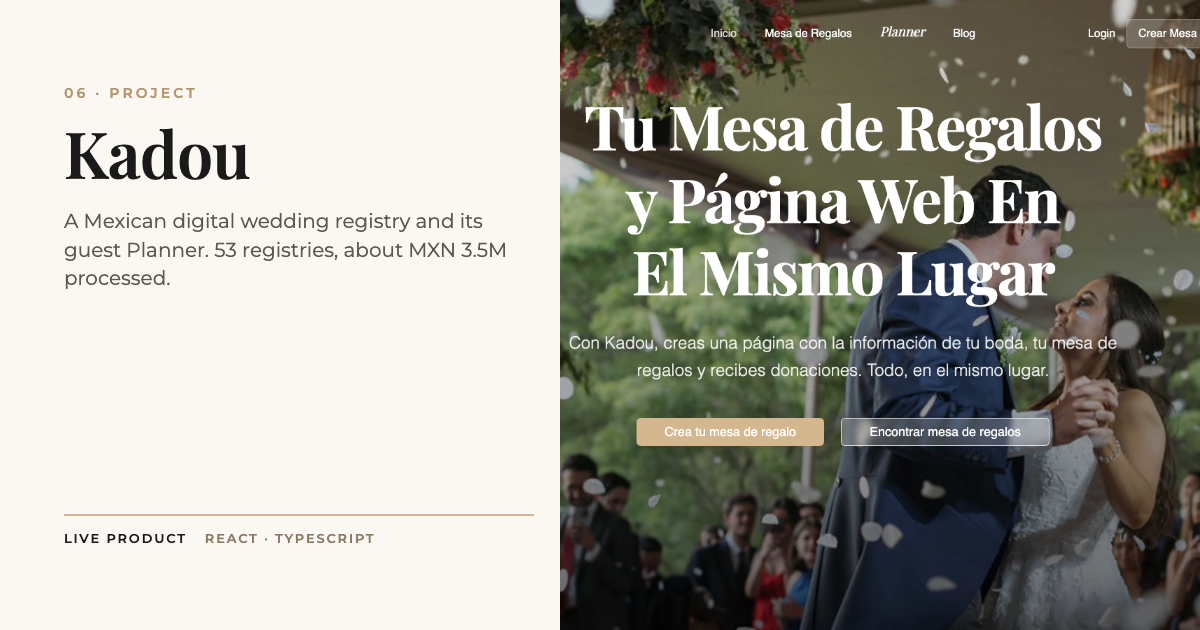 06 · PROJECT
Kadou
A Mexican digital wedding registry and its
guest Planner. 53 registries, about MXN 3.5M
processed.
LIVE PRODUCT REACT · TYPESCRIPT
Inicio Mesa de Regalos Planner Blog Login Crear Mesa
Tu Mesa de Regalos
y Página Web En
El Mismo Lugar
Con Kadou, creas una página con la información de tu boda, tu mesa de
regalos y recibes donaciones. Todo, en el mismo lugar.
Crea tu mesa de regalo Encontrar mesa de regalos